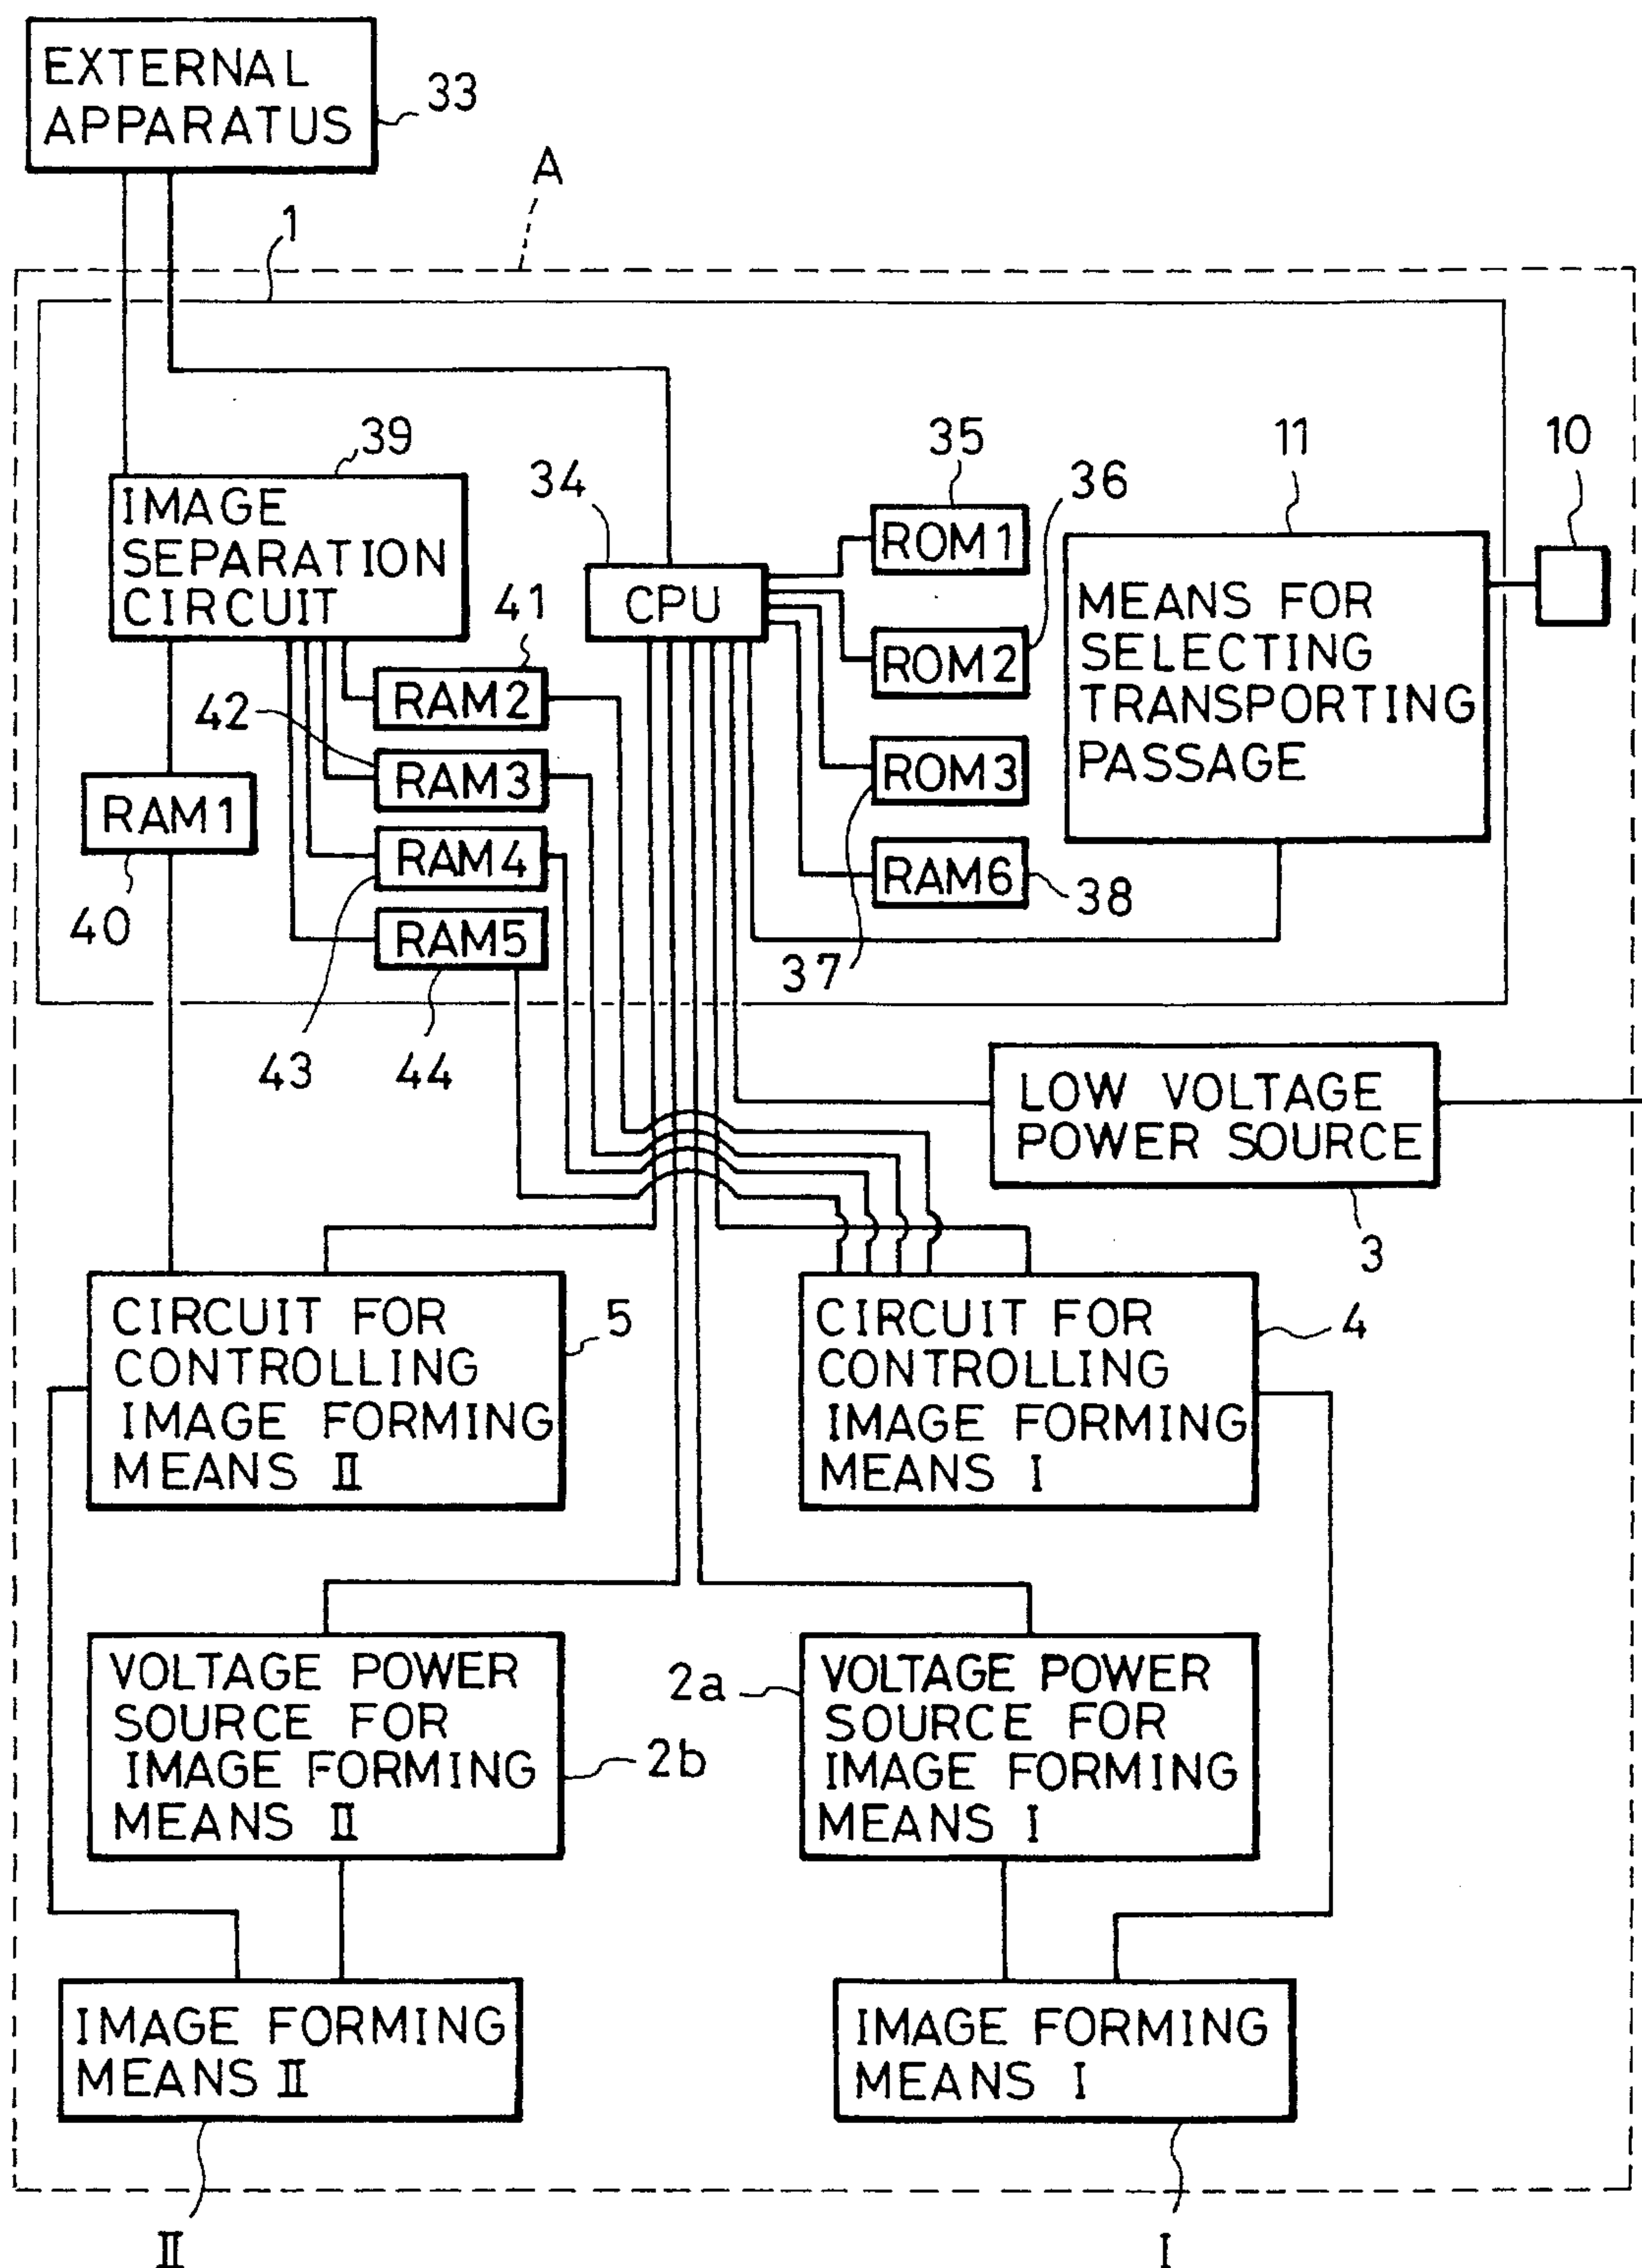 EXTERNAL
APPARATUS
33
A
1
39
34
35
36
11
10
IMAGE
SEPARATION
CIRCUIT
41
CPU
ROM1
ROM2
MEANS FOR
SELECTING
TRANSPORTING
PASSAGE
42
RAM2
RAM3
ROM3
RAM1
RAM4
RAM6
38
40
RAM5
37
43
44
LOW VOLTAGE
POWER SOURCE
3
CIRCUIT FOR
CONTROLLING
IMAGE FORMING
MEANS II
5
CIRCUIT FOR
CONTROLLING
IMAGE FORMING
MEANS I
4
VOLTAGE POWER
SOURCE FOR
IMAGE FORMING
MEANS II
2b
2a
VOLTAGE POWER
SOURCE FOR
IMAGE FORMING
MEANS I
IMAGE FORMING
MEANS II
IMAGE FORMING
MEANS I
II
I